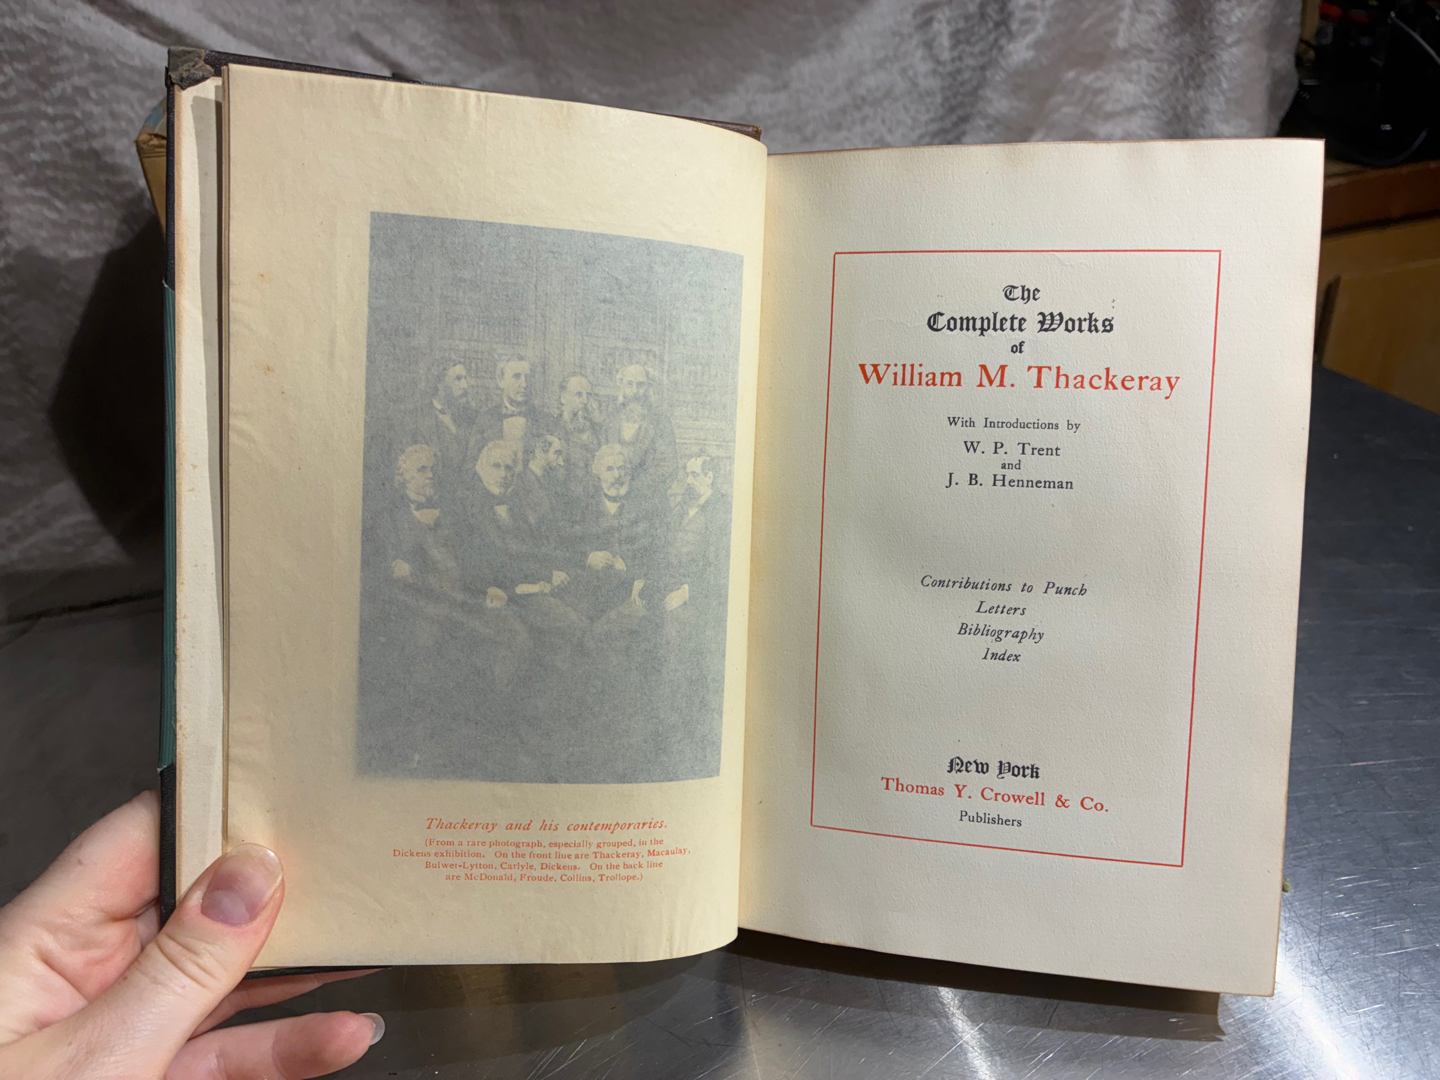 Thackeray and his contemporaries.
(From a rare photograph, especially grouped, in the
Dickens exhibition. On the front line are Thackeray, Macaulay,
Bulwer-Lytton, Carlyle, Dickens. On the back line
are McDonald, Froude, Collins, Trollope.)
The
Complete Works
of
William M. Thackeray
With Introductions by
W. P. Trent
and
J. B. Henneman
Contributions to Punch
Letters
Bibliography
Index
New York
Thomas Y. Crowell & Co.
Publishers